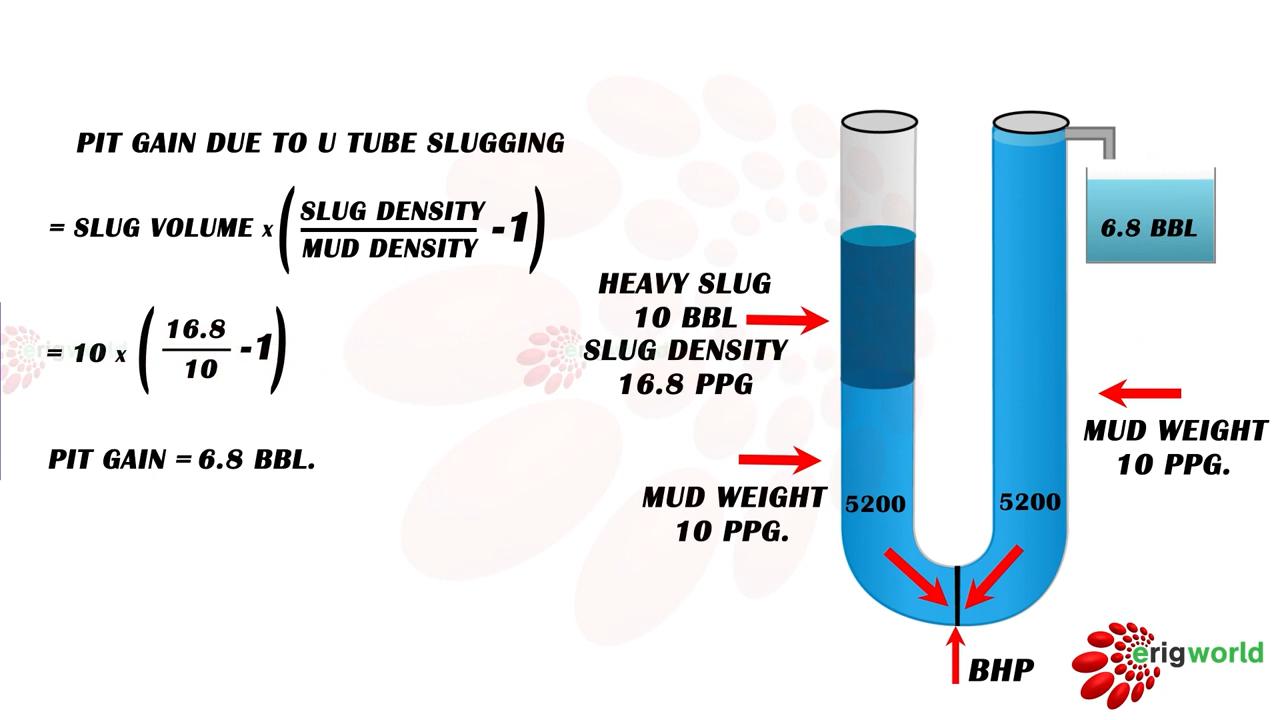 PIT GAIN DUE TO U TUBE SLUGGING
= SLUG VOLUME x ( SLUG DENSITY
MUD DENSITY -1 )
= 10 x ( 16.8
10 -1 )
PIT GAIN = 6.8 BBL.
HEAVY SLUG
10 BBL
SLUG DENSITY
16.8 PPG
MUD WEIGHT
10 PPG.
5200
5200
6.8 BBL
MUD WEIGHT
10 PPG.
BHP
erigworld
erigworld
erigworld